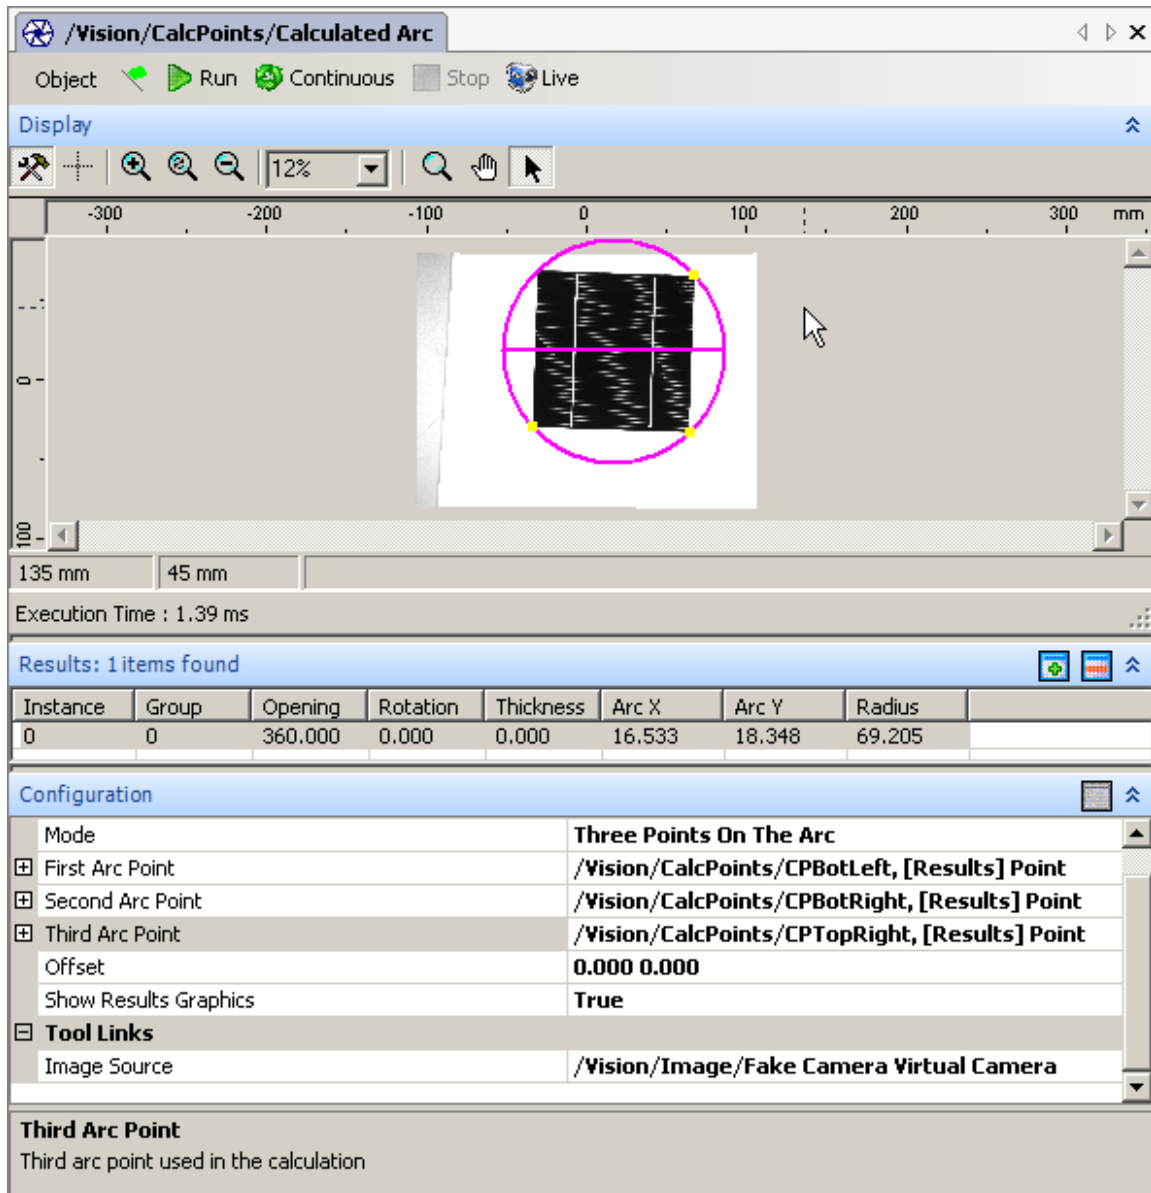 /Vision/CalcPoints/Calculated Arc
Object Run Continuous Stop Live
Display
12%
-300 -200 -100 0 100 200 300 mm
0
100
135 mm 45 mm
Execution Time : 1.39 ms
Results: 1 items found
Instance Group Opening Rotation Thickness Arc X Arc Y Radius
0 0 360.000 0.000 0.000 16.533 18.348 69.205
Configuration
Mode Three Points On The Arc
First Arc Point /Vision/CalcPoints/CPBotLeft, [Results] Point
Second Arc Point /Vision/CalcPoints/CPBotRight, [Results] Point
Third Arc Point /Vision/CalcPoints/CPTopRight, [Results] Point
Offset 0.000 0.000
Show Results Graphics True
Tool Links
Image Source /Vision/Image/Fake Camera Virtual Camera
Third Arc Point
Third arc point used in the calculation